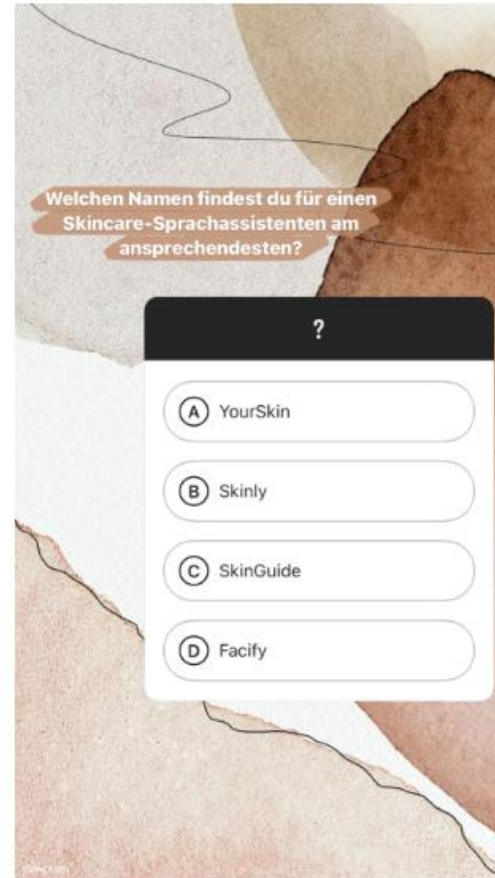 Welchen Namen findest du für einen
Skincare-Sprachassistenten am
ansprechendesten?
?
A YourSkin
B Skinly
C SkinGuide
D Facify